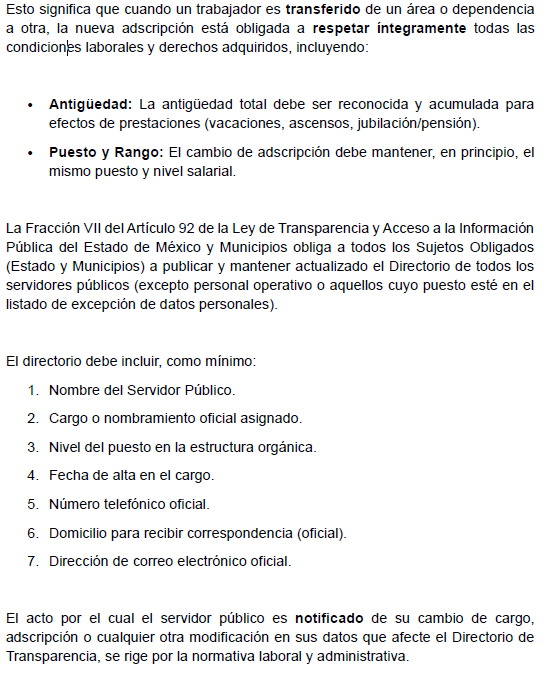 Esto significa que cuando un trabajador es transferido de un área o dependencia
a otra, la nueva adscripción está obligada a respetar íntegramente todas las
condiciones laborales y derechos adquiridos, incluyendo:
• Antigüedad: La antigüedad total debe ser reconocida y acumulada para
efectos de prestaciones (vacaciones, ascensos, jubilación/pensión).
• Puesto y Rango: El cambio de adscripción debe mantener, en principio, el
mismo puesto y nivel salarial.
La Fracción VII del Artículo 92 de la Ley de Transparencia y Acceso a la Información
Pública del Estado de México y Municipios obliga a todos los Sujetos Obligados
(Estado y Municipios) a publicar y mantener actualizado el Directorio de todos los
servidores públicos (excepto personal operativo o aquellos cuyo puesto esté en el
listado de excepción de datos personales).
El directorio debe incluir, como mínimo:
1. Nombre del Servidor Público.
2. Cargo o nombramiento oficial asignado.
3. Nivel del puesto en la estructura orgánica.
4. Fecha de alta en el cargo.
5. Número telefónico oficial.
6. Domicilio para recibir correspondencia (oficial).
7. Dirección de correo electrónico oficial.
El acto por el cual el servidor público es notificado de su cambio de cargo,
adscripción o cualquier otra modificación en sus datos que afecte el Directorio de
Transparencia, se rige por la normativa laboral y administrativa.